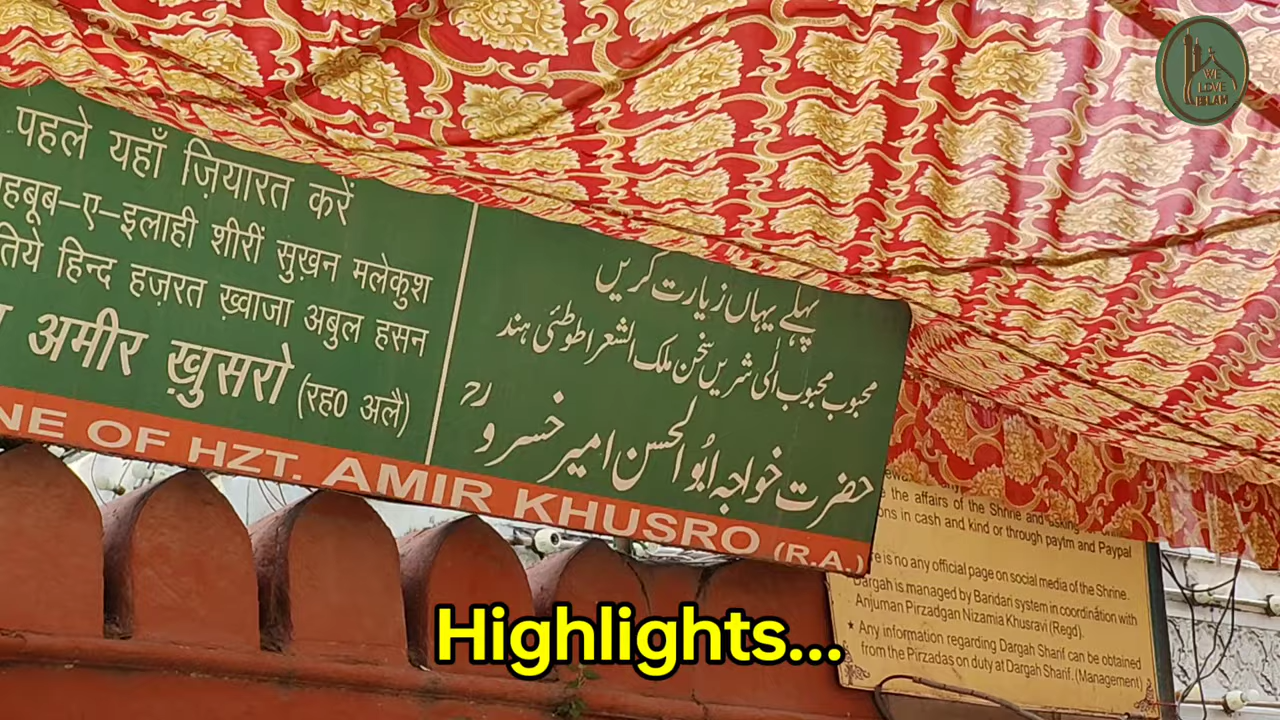 पहले यहाँ ज़ियारत करें
महबूब–ए–इलाही शीरीं सुख़न मलेकुश
हिन्द हज़रत ख़्वाजा अबुल हसन
अमीर ख़ुसरो (रह0 अलै)
پہلے یہاں زیارت کریں
محبوب محبوب الٰہی شریں سخن ملک الشعرا طوطئی ہند
حضرت خواجہ ابُو الحسن امیر خسرو رح
NE OF HZT. AMIR KHUSRO (R.A.)
the affairs of the Shrine and asking
ons in cash and kind or through paytm and Paypal
e is no any official page on social media of the Shrine.
Dargah is managed by Baridari system in coordination with
Anjuman Pirzadgan Nizamia Khusravi (Regd).
★ Any information regarding Dargah Sharif can be obtained
from the Pirzadas on duty at Dargah Sharif. (Management)
WE
LOVE
ISLAM
Highlights...